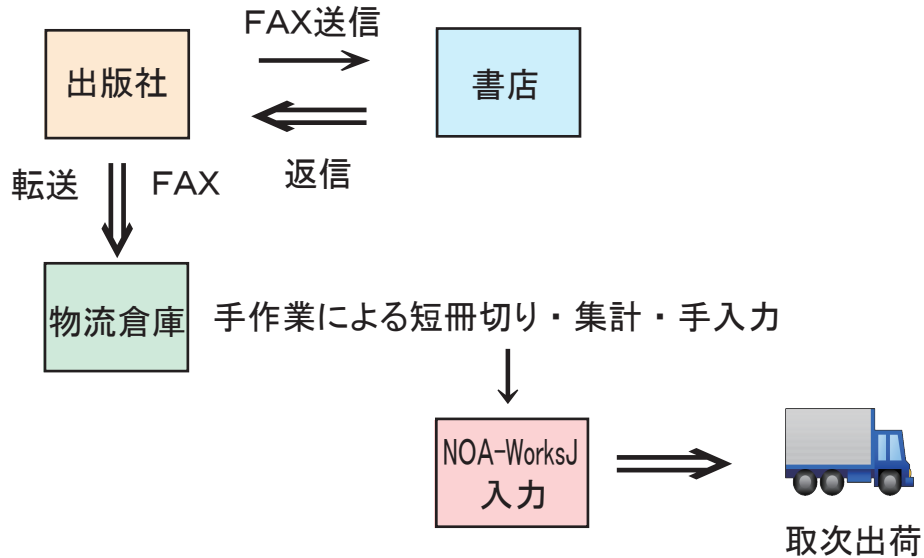 FAX送信
出版社
書店
返信
転送
FAX
物流倉庫
手作業による短冊切り・集計・手入力
NOA-WorksJ
入力
取次出荷